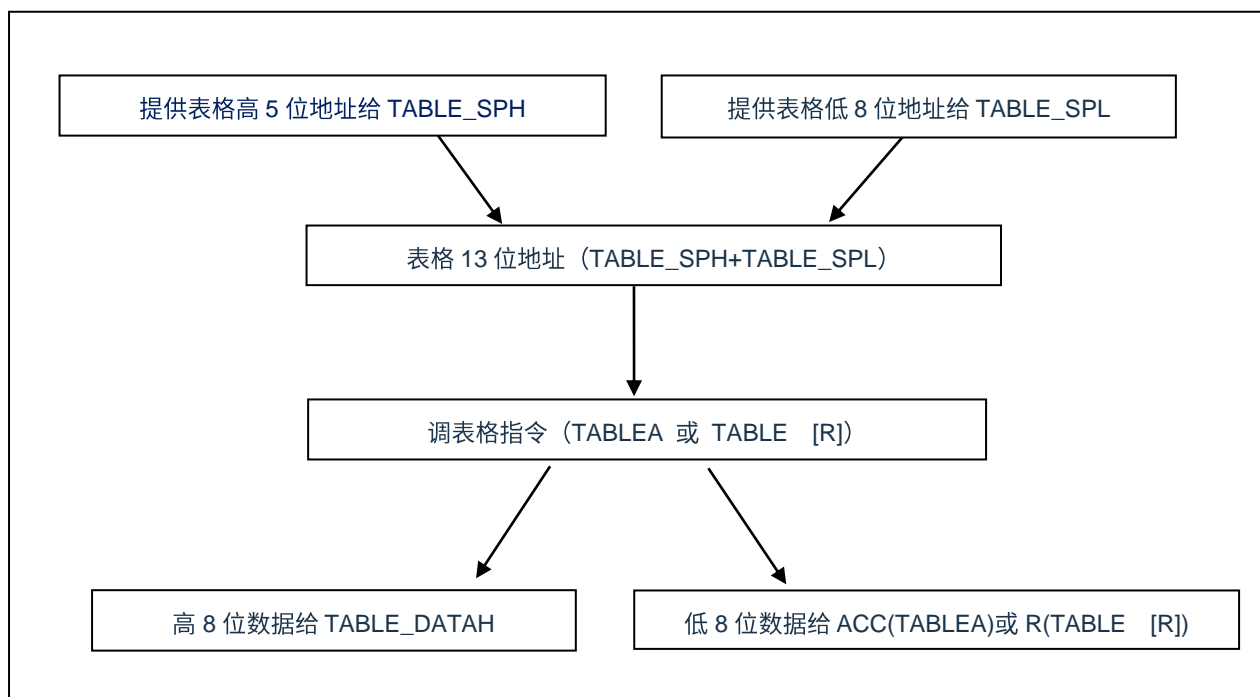 提供表格高 5 位地址给 TABLE_SPH
提供表格低 8 位地址给 TABLE_SPL
表格 13 位地址（TABLE_SPH+TABLE_SPL）
调表格指令（TABLEA 或 TABLE [R]）
高 8 位数据给 TABLE_DATAH
低 8 位数据给 ACC(TABLEA)或 R(TABLE [R])